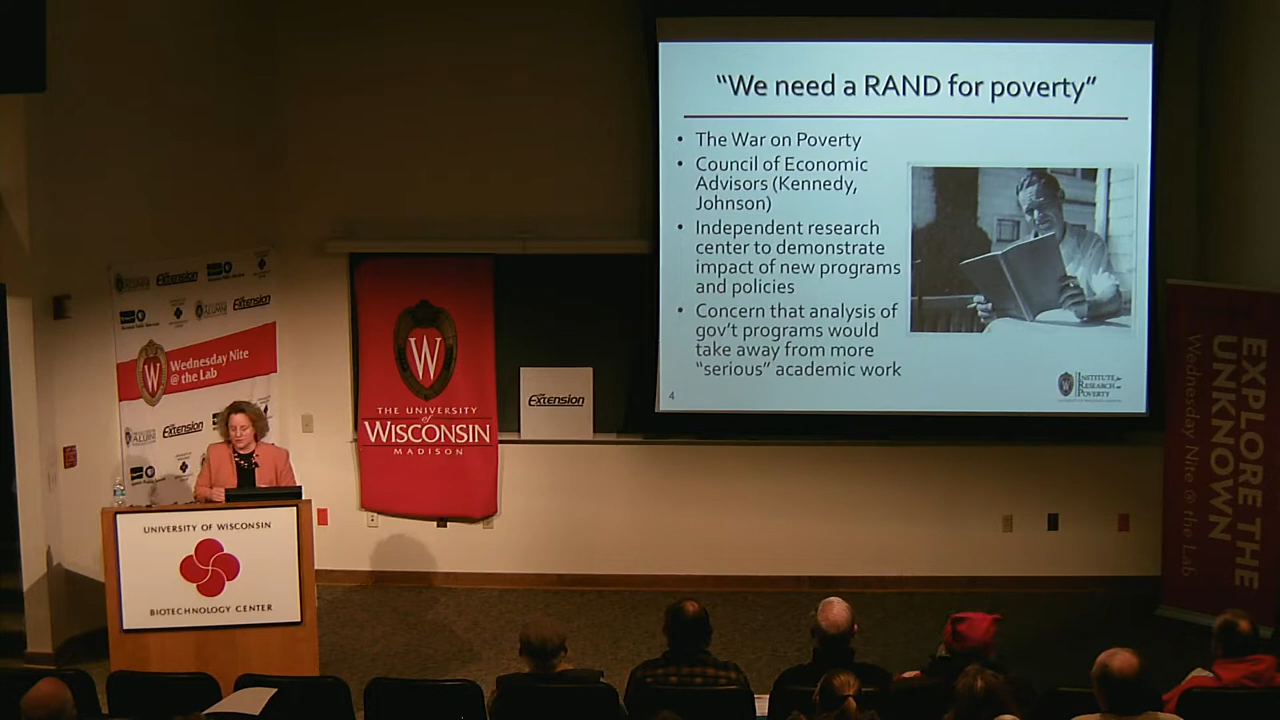 “We need a RAND for poverty”
• The War on Poverty
• Council of Economic
Advisors (Kennedy,
Johnson)
• Independent research
center to demonstrate
impact of new programs
and policies
• Concern that analysis of
gov’t programs would
take away from more
“serious” academic work
4
INSTITUTE for
RESEARCH on
POVERTY
Extension
Extension
Wednesday Nite
@ the Lab
Extension
W
THE UNIVERSITY
of
WISCONSIN
MADISON
Extension
UNIVERSITY OF WISCONSIN
BIOTECHNOLOGY CENTER
EXPLORE THE
UNKNOWN
Wednesday Nite @ the Lab